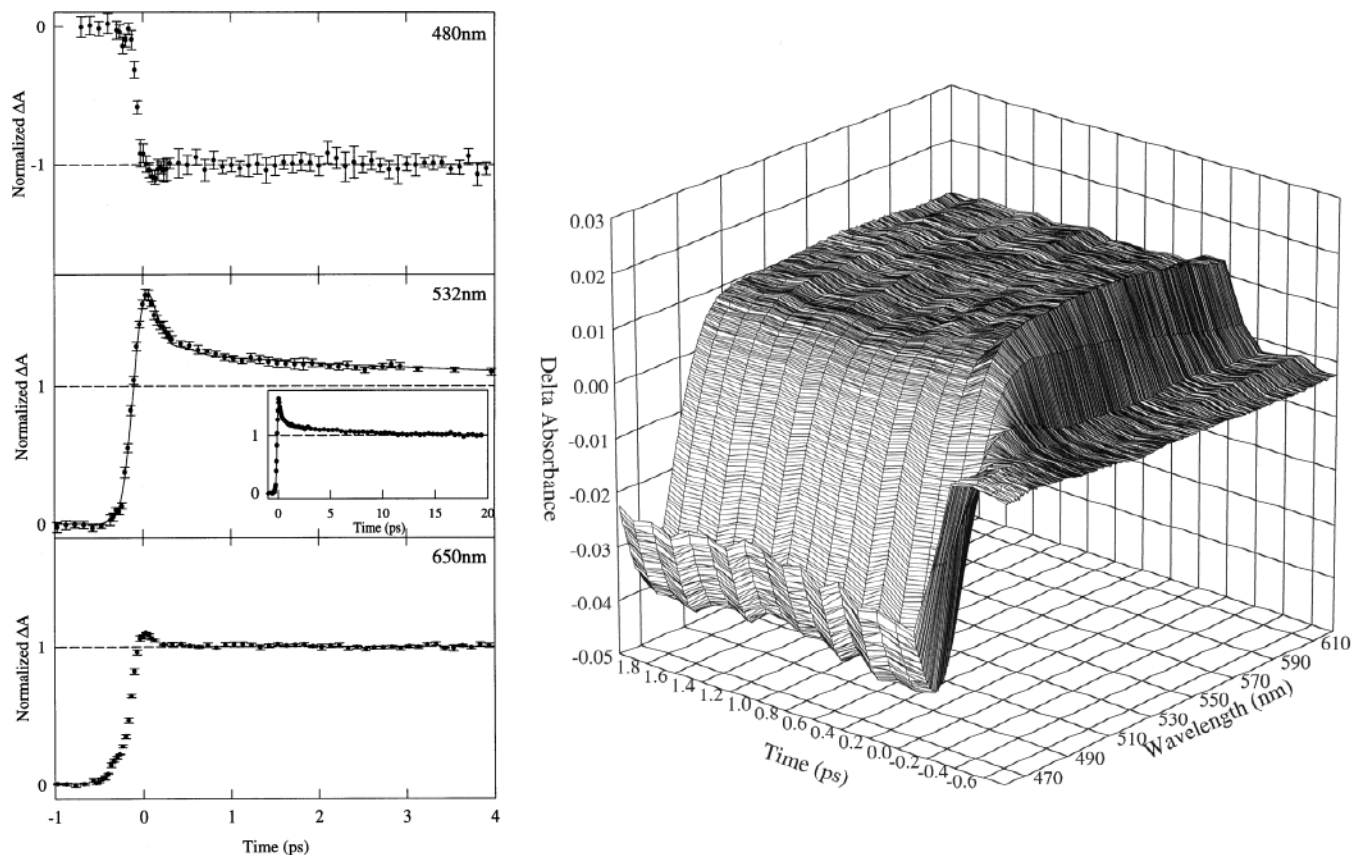 0
480nm
Normalized ΔA
-1
532nm
Normalized ΔA
1
0
1
0
0 5 10 15 20
Time (ps)
650nm
Normalized ΔA
1
0
-1 0 1 2 3 4
Time (ps)
0.03
0.02
0.01
0.00
-0.01
-0.02
-0.03
-0.04
-0.05
Delta Absorbance
1.8 1.6 1.4 1.2 1.0 0.8 0.6 0.4 0.2 0.0 -0.2 -0.4 -0.6
Time (ps)
470 490 510 530 550 570 590 610
Wavelength (nm)